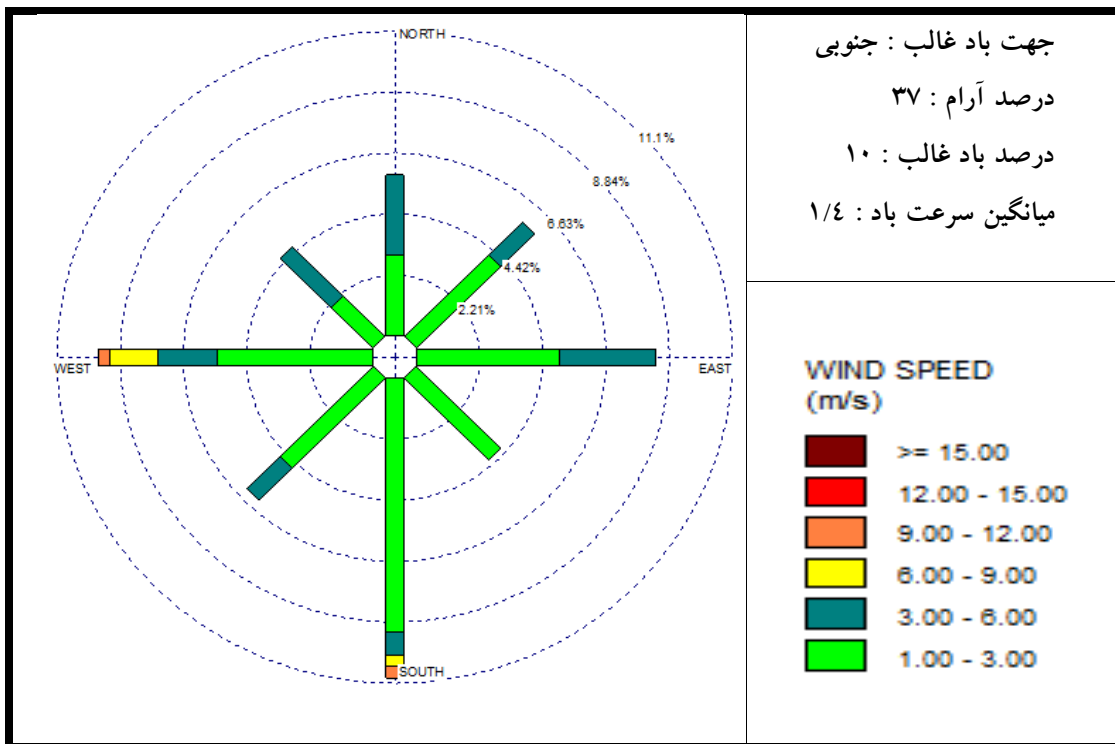 NORTH
11.1%
8.84%
6.63%
4.42%
2.21%
WEST
EAST
SOUTH
جهت باد غالب : جنوبی
درصد آرام : ۳۷
درصد باد غالب : ۱۰
میانگین سرعت باد : ۱/٤
WIND SPEED
(m/s)
>= 15.00
12.00 - 15.00
9.00 - 12.00
6.00 - 9.00
3.00 - 6.00
1.00 - 3.00